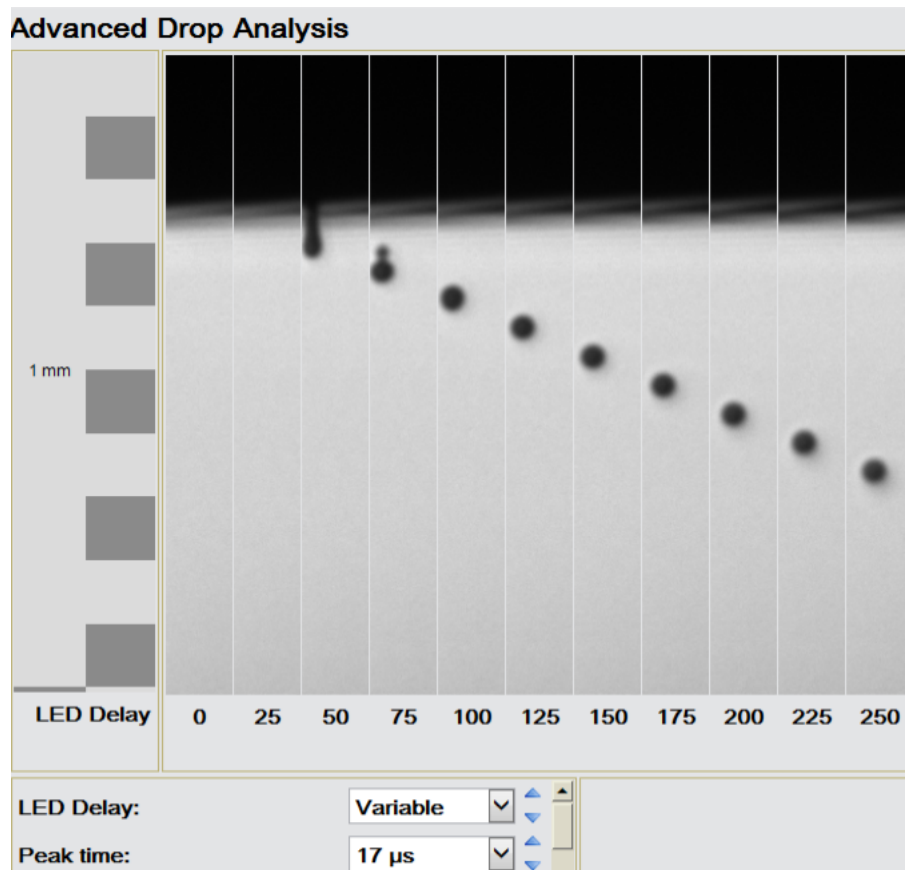 Advanced Drop Analysis
1 mm
LED Delay 0 25 50 75 100 125 150 175 200 225 250
LED Delay: Variable
Peak time: 17 µs